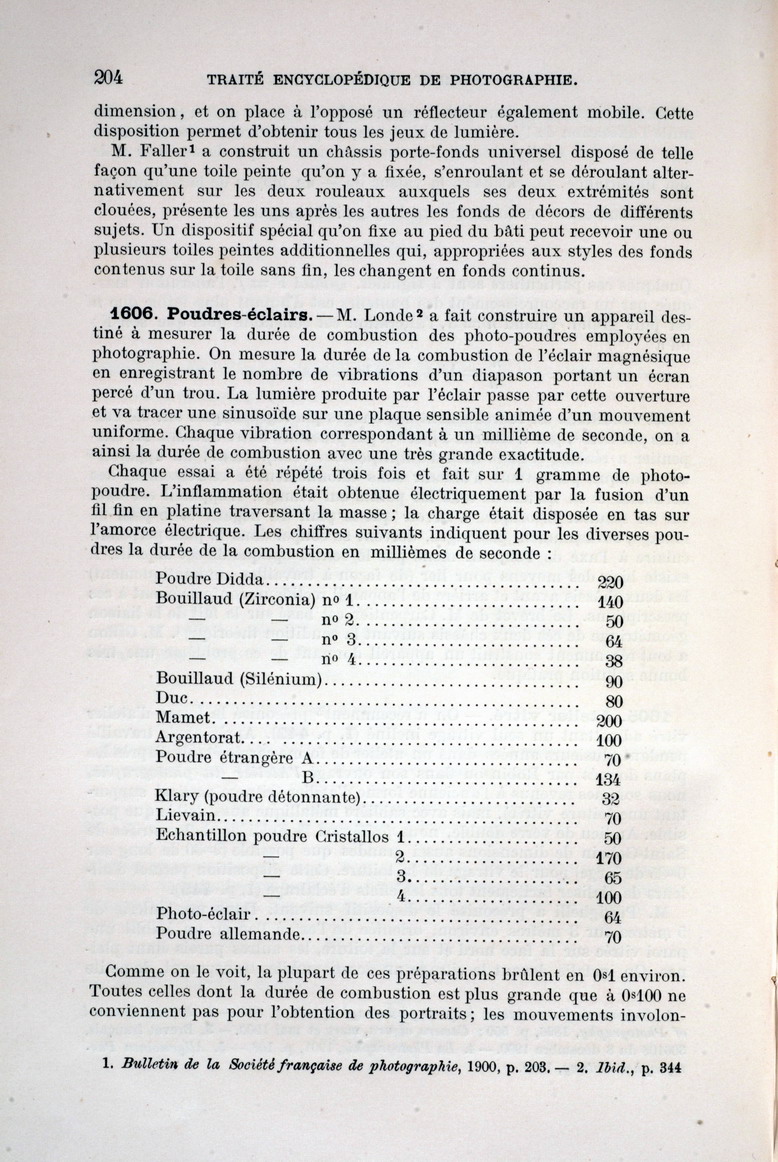 204 TRAITÉ ENCYCLOPÉDIQUE DE PHOTOGRAPHIE.
dimension, et on place à l'opposé un réflecteur également mobile. Cette
disposition permet d'obtenir tous les jeux de lumière.
M. Faller¹ a construit un châssis porte-fonds universel disposé de telle
façon qu'une toile peinte qu'on y a fixée, s'enroulant et se déroulant alter-
nativement sur les deux rouleaux auxquels ses deux extrémités sont
clouées, présente les uns après les autres les fonds de décors de différents
sujets. Un dispositif spécial qu'on fixe au pied du bâti peut recevoir une ou
plusieurs toiles peintes additionnelles qui, appropriées aux styles des fonds
contenus sur la toile sans fin, les changent en fonds continus.
1606. Poudres-éclairs. — M. Londe² a fait construire un appareil des-
tiné à mesurer la durée de combustion des photo-poudres employées en
photographie. On mesure la durée de la combustion de l'éclair magnésique
en enregistrant le nombre de vibrations d'un diapason portant un écran
percé d'un trou. La lumière produite par l'éclair passe par cette ouverture
et va tracer une sinusoïde sur une plaque sensible animée d'un mouvement
uniforme. Chaque vibration correspondant à un millième de seconde, on a
ainsi la durée de combustion avec une très grande exactitude.
Chaque essai a été répété trois fois et fait sur 1 gramme de photo-
poudre. L'inflammation était obtenue électriquement par la fusion d'un
fil fin en platine traversant la masse ; la charge était disposée en tas sur
l'amorce électrique. Les chiffres suivants indiquent pour les diverses pou-
dres la durée de la combustion en millièmes de seconde :
Poudre Didda........................................ 220
Bouillaud (Zirconia) nº 1............................ 140
— — nº 2............................ 50
— — nº 3............................ 64
— — nº 4............................ 38
Bouillaud (Silénium)................................ 90
Duc................................................. 80
Mamet............................................... 200
Argentorat.......................................... 100
Poudre étrangère A.................................. 70
— B.................................. 134
Klary (poudre détonnante)........................... 32
Lievain............................................. 70
Echantillon poudre Cristallos 1..................... 50
— 2..................... 170
— 3..................... 65
— 4..................... 100
Photo-éclair........................................ 64
Poudre allemande.................................... 70
Comme on le voit, la plupart de ces préparations brûlent en 0s1 environ.
Toutes celles dont la durée de combustion est plus grande que à 0s100 ne
conviennent pas pour l'obtention des portraits ; les mouvements involon-
1. Bulletin de la Société française de photographie, 1900, p. 203. — 2. Ibid., p. 344